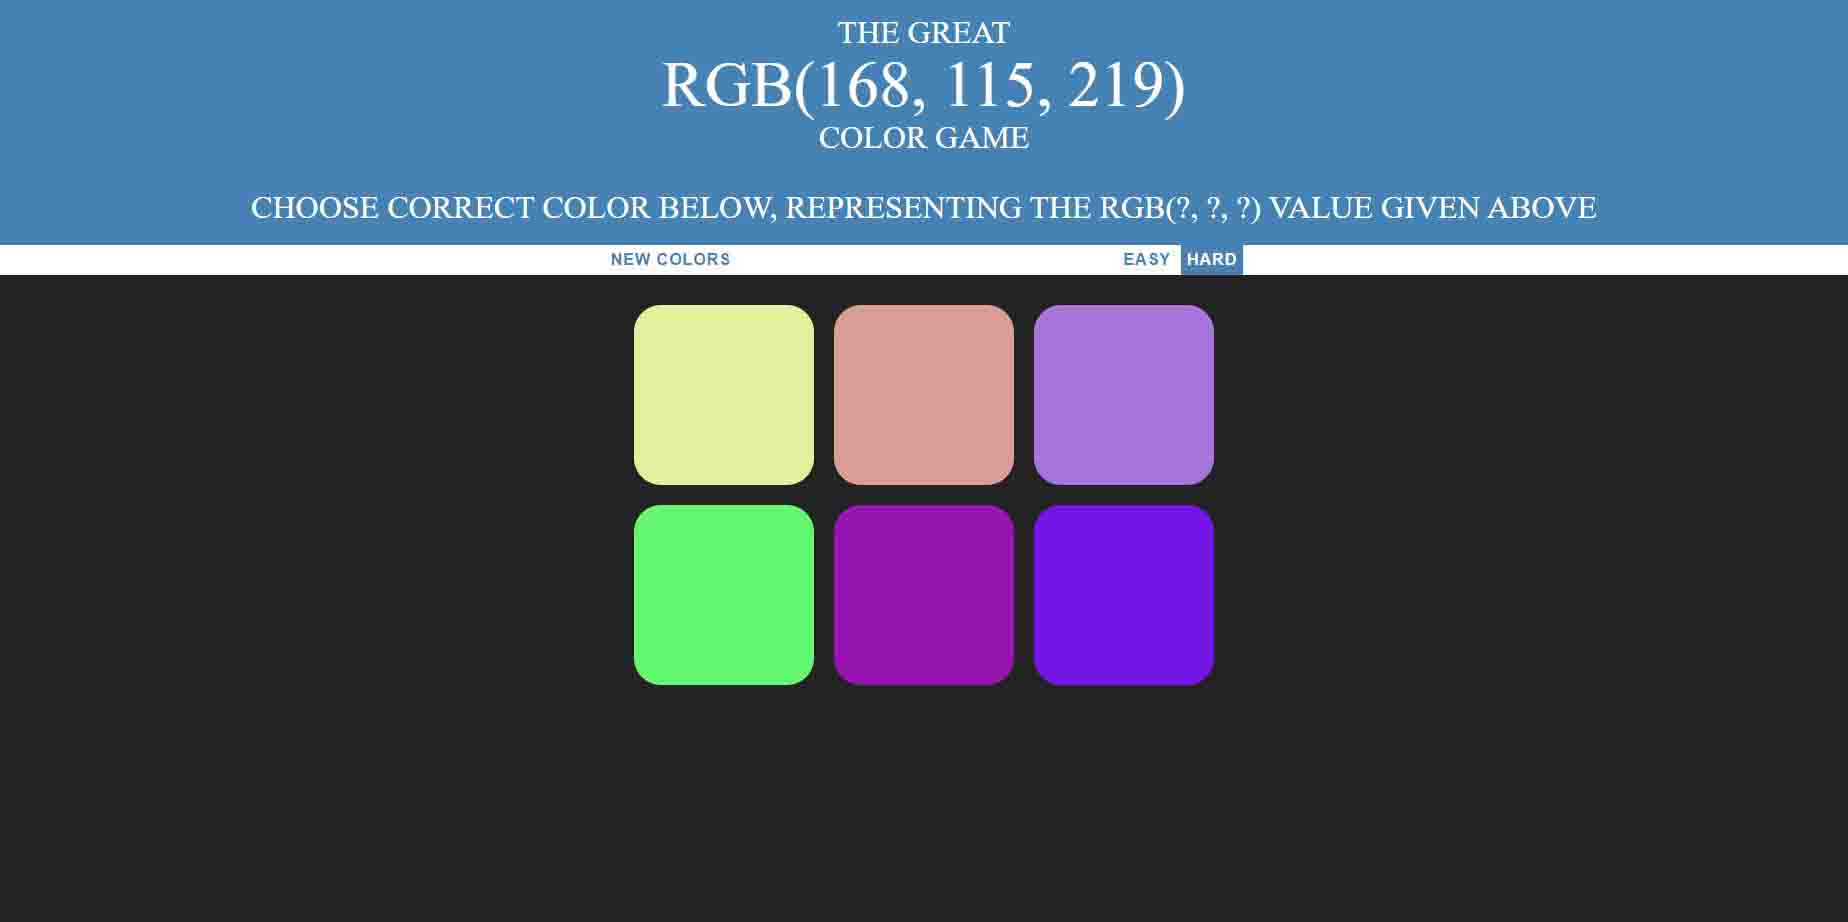 THE GREAT
RGB(168, 115, 219)
COLOR GAME
CHOOSE CORRECT COLOR BELOW, REPRESENTING THE RGB(?, ?, ?) VALUE GIVEN ABOVE
NEW COLORS EASY HARD